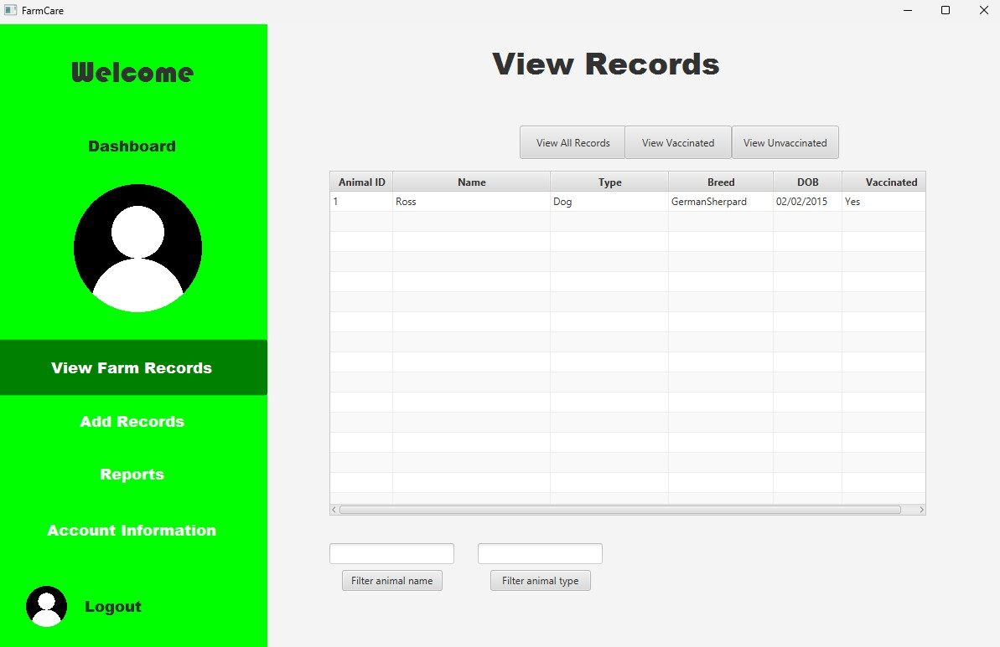 FarmCare
Welcome
Dashboard
View Farm Records
Add Records
Reports
Account Information
Logout
View Records
View All Records View Vaccinated View Unvaccinated
Animal ID Name Type Breed DOB Vaccinated
1 Ross Dog GermanSherpard 02/02/2015 Yes
Filter animal name Filter animal type